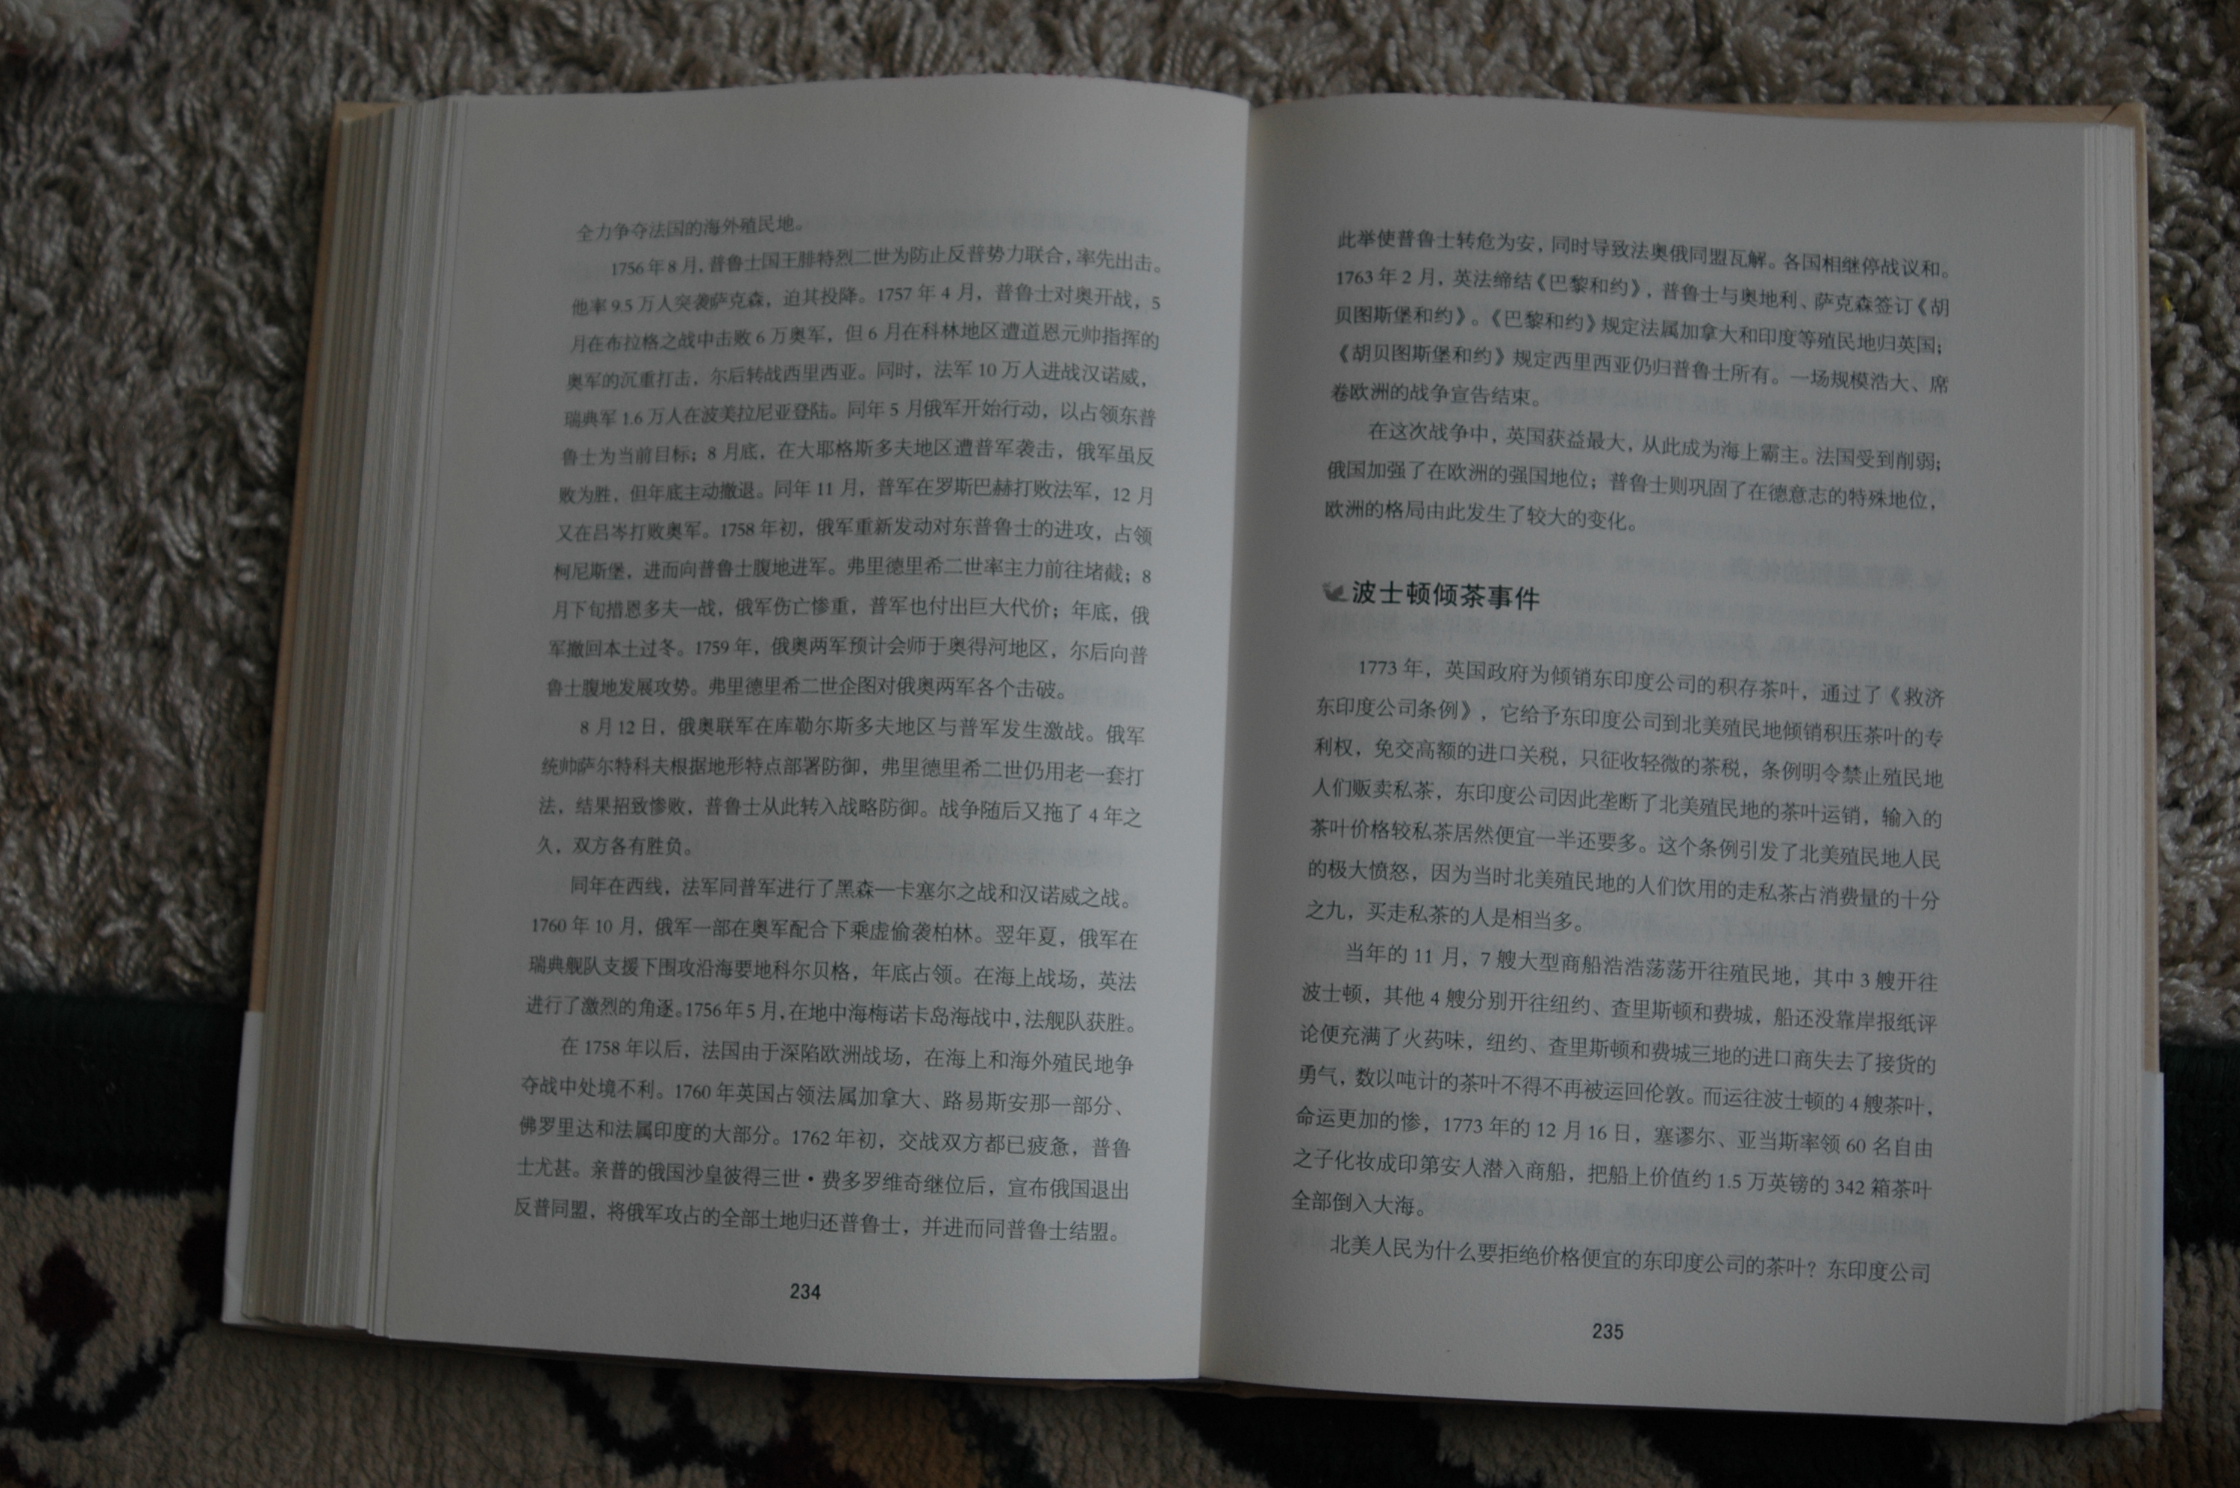 全力争夺法国的海外殖民地。
1756年8月，普鲁士国王腓特烈二世为防止反普势力联合，率先出击。
他率9.5万人突袭萨克森，迫其投降。1757年4月，普鲁士对奥开战，5
月在布拉格之战中击败6万奥军，但6月在科林地区遭道恩元帅指挥的
奥军的沉重打击，尔后转战西里西亚。同时，法军10万人进战汉诺威，
瑞典军1.6万人在波美拉尼亚登陆。同年5月俄军开始行动，以占领东普
鲁士为当前目标；8月底，在大耶格斯多夫地区遭普军袭击，俄军虽反
败为胜，但年底主动撤退。同年11月，普军在罗斯巴赫打败法军，12月
又在吕岑打败奥军。1758年初，俄军重新发动对东普鲁士的进攻，占领
柯尼斯堡，进而向普鲁士腹地进军。弗里德里希二世率主力前往堵截；8
月下旬措恩多夫一战，俄军伤亡惨重，普军也付出巨大代价；年底，俄
军撤回本土过冬。1759年，俄奥两军预计会师于奥得河地区，尔后向普
鲁士腹地发展攻势。弗里德里希二世企图对俄奥两军各个击破。
8月12日，俄奥联军在库勒尔斯多夫地区与普军发生激战。俄军
统帅萨尔特科夫根据地形特点部署防御，弗里德里希二世仍用老一套打
法，结果招致惨败，普鲁士从此转入战略防御。战争随后又拖了4年之
久，双方各有胜负。
同年在西线，法军同普军进行了黑森—卡塞尔之战和汉诺威之战。
1760年10月，俄军一部在奥军配合下乘虚偷袭柏林。翌年夏，俄军在
瑞典舰队支援下围攻沿海要地科尔贝格，年底占领。在海上战场，英法
进行了激烈的角逐。1756年5月，在地中海梅诺卡岛海战中，法舰队获胜。
在1758年以后，法国由于深陷欧洲战场，在海上和海外殖民地争
夺战中处境不利。1760年英国占领法属加拿大、路易斯安那一部分、
佛罗里达和法属印度的大部分。1762年初，交战双方都已疲惫，普鲁
士尤甚。亲普的俄国沙皇彼得三世·费多罗维奇继位后，宣布俄国退出
反普同盟，将俄军攻占的全部土地归还普鲁士，并进而同普鲁士结盟。
234
此举使普鲁士转危为安，同时导致法奥俄同盟瓦解。各国相继停战议和。
1763年2月，英法缔结《巴黎和约》，普鲁士与奥地利、萨克森签订《胡
贝图斯堡和约》。《巴黎和约》规定法属加拿大和印度等殖民地归英国；
《胡贝图斯堡和约》规定西里西亚仍归普鲁士所有。一场规模浩大、席
卷欧洲的战争宣告结束。
在这次战争中，英国获益最大，从此成为海上霸主。法国受到削弱；
俄国加强了在欧洲的强国地位；普鲁士则巩固了在德意志的特殊地位，
欧洲的格局由此发生了较大的变化。
波士顿倾茶事件
1773年，英国政府为倾销东印度公司的积存茶叶，通过了《救济
东印度公司条例》，它给予东印度公司到北美殖民地倾销积压茶叶的专
利权，免交高额的进口关税，只征收轻微的茶税，条例明令禁止殖民地
人们贩卖私茶，东印度公司因此垄断了北美殖民地的茶叶运销，输入的
茶叶价格较私茶居然便宜一半还要多。这个条例引发了北美殖民地人民
的极大愤怒，因为当时北美殖民地的人们饮用的走私茶占消费量的十分
之九，买走私茶的人是相当多。
当年的11月，7艘大型商船浩浩荡荡开往殖民地，其中3艘开往
波士顿，其他4艘分别开往纽约、查里斯顿和费城，船还没靠岸报纸评
论便充满了火药味，纽约、查里斯顿和费城三地的进口商失去了接货的
勇气，数以吨计的茶叶不得不再被运回伦敦。而运往波士顿的4艘茶叶，
命运更加的惨，1773年的12月16日，塞谬尔、亚当斯率领60名自由
之子化妆成印第安人潜入商船，把船上价值约1.5万英镑的342箱茶叶
全部倒入大海。
北美人民为什么要拒绝价格便宜的东印度公司的茶叶？东印度公司
235